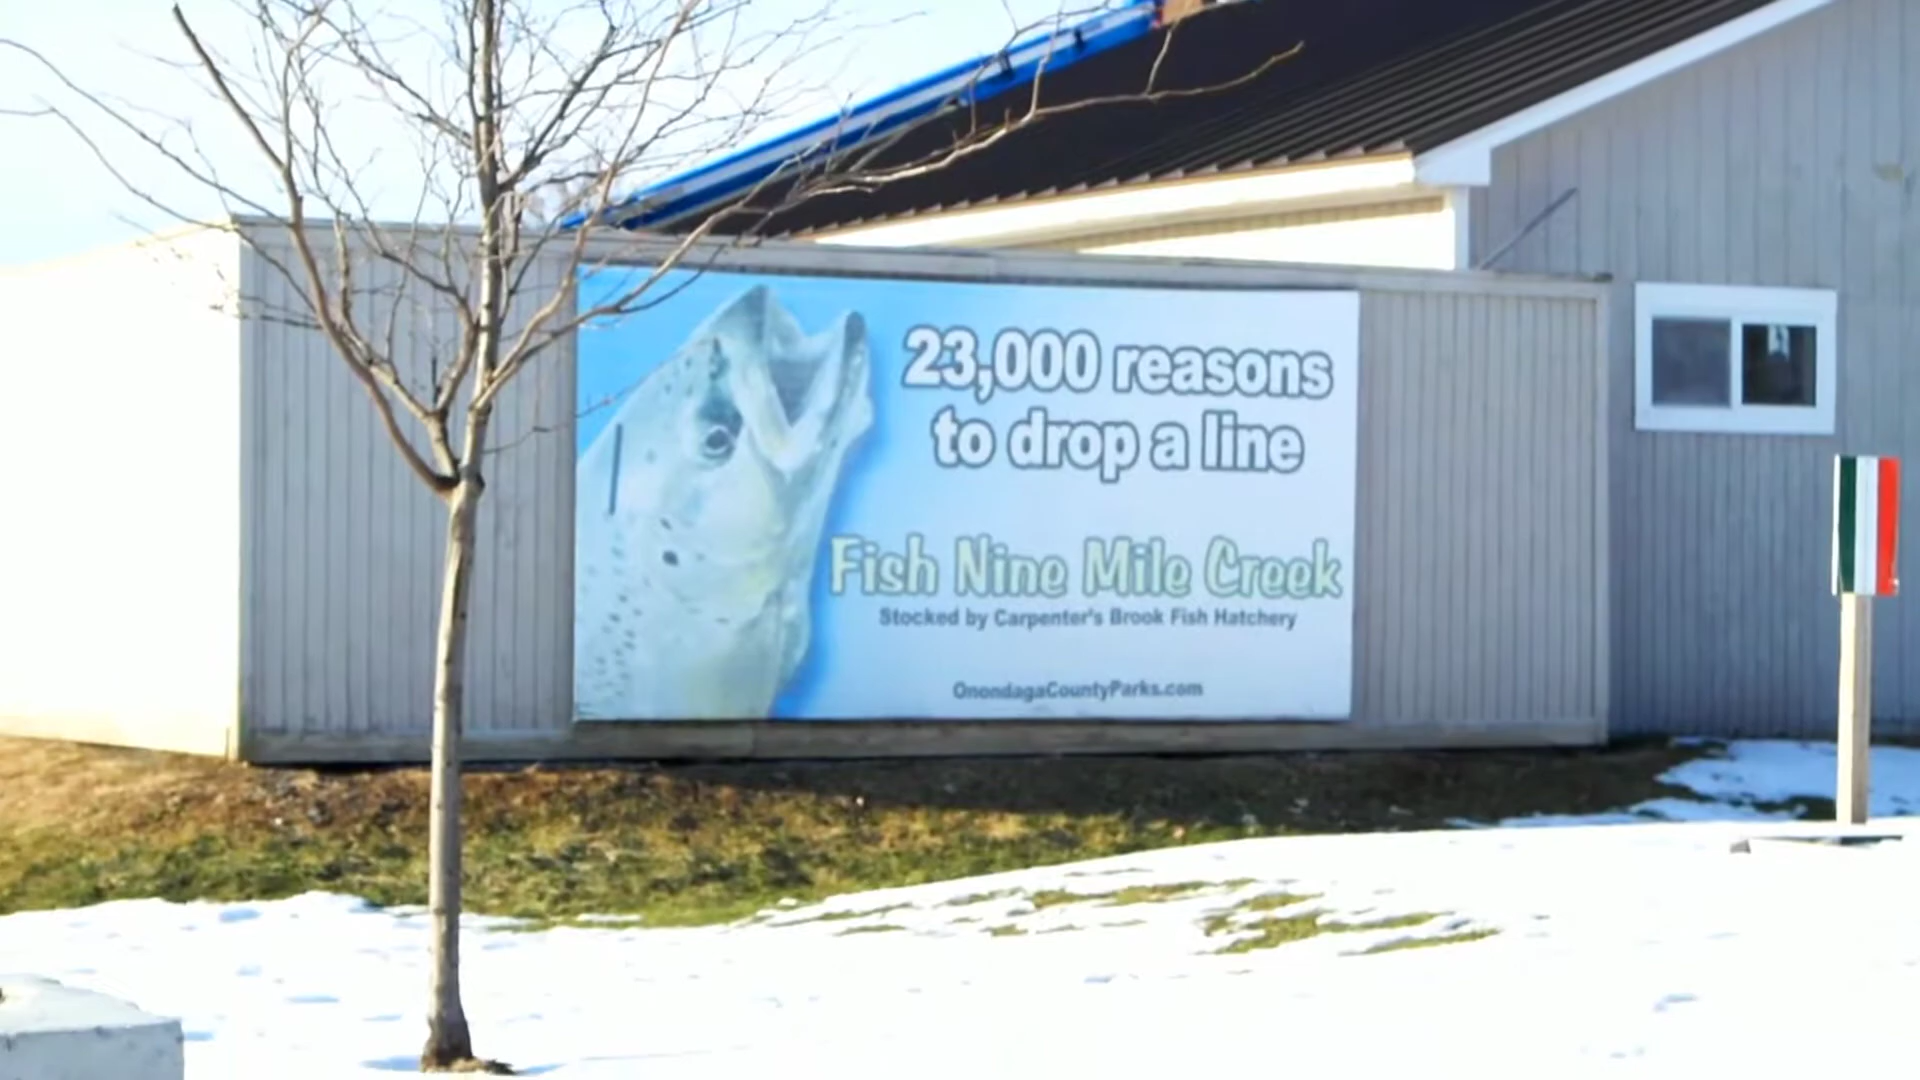 23,000 reasons
to drop a line
Fish Nine Mile Creek
Stocked by Carpenter's Brook Fish Hatchery
OnondagaCountyParks.com